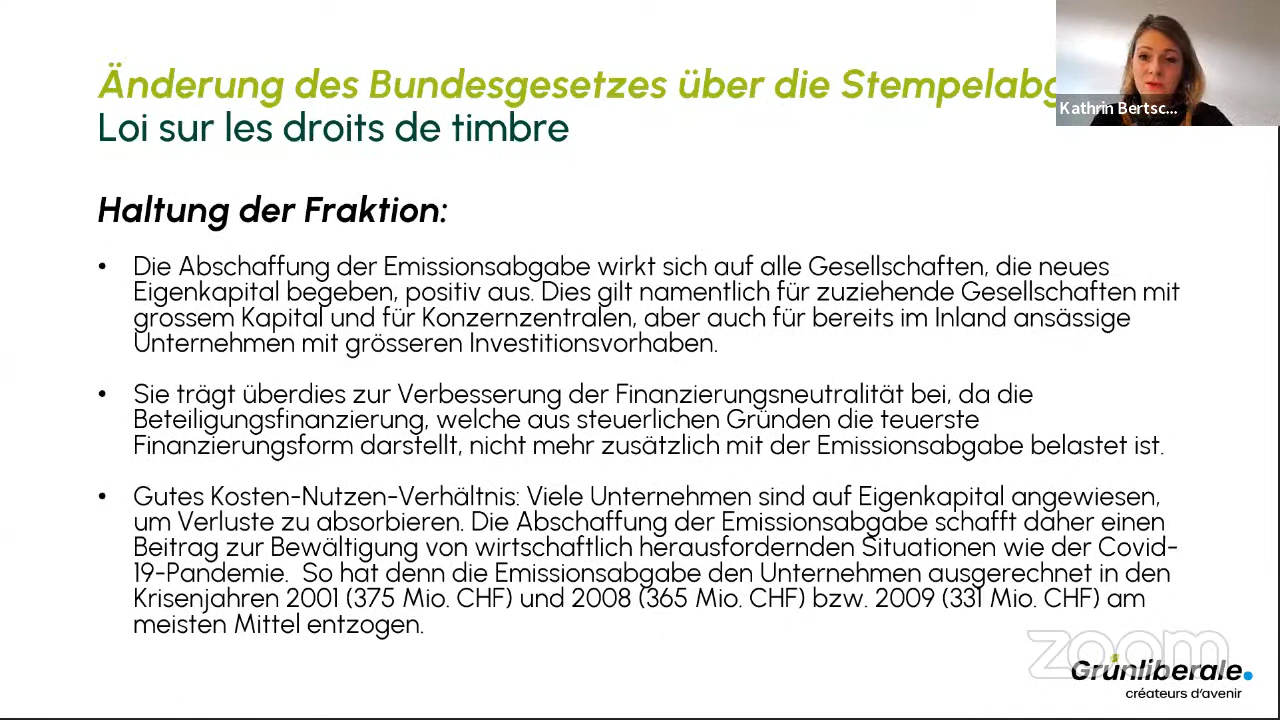 Änderung des Bundesgesetzes über die Stempelabg
Kathrin Bertsc...
Loi sur les droits de timbre
Haltung der Fraktion:
• Die Abschaffung der Emissionsabgabe wirkt sich auf alle Gesellschaften, die neues
Eigenkapital begeben, positiv aus. Dies gilt namentlich für zuziehende Gesellschaften mit
grossem Kapital und für Konzernzentralen, aber auch für bereits im Inland ansässige
Unternehmen mit grösseren Investitionsvorhaben.
• Sie trägt überdies zur Verbesserung der Finanzierungsneutralität bei, da die
Beteiligungsfinanzierung, welche aus steuerlichen Gründen die teuerste
Finanzierungsform darstellt, nicht mehr zusätzlich mit der Emissionsabgabe belastet ist.
• Gutes Kosten-Nutzen-Verhältnis: Viele Unternehmen sind auf Eigenkapital angewiesen,
um Verluste zu absorbieren. Die Abschaffung der Emissionsabgabe schafft daher einen
Beitrag zur Bewältigung von wirtschaftlich herausfordernden Situationen wie der Covid-
19-Pandemie. So hat denn die Emissionsabgabe den Unternehmen ausgerechnet in den
Krisenjahren 2001 (375 Mio. CHF) und 2008 (365 Mio. CHF) bzw. 2009 (331 Mio. CHF) am
meisten Mittel entzogen.
zoom
Grünliberale.
créateurs d'avenir